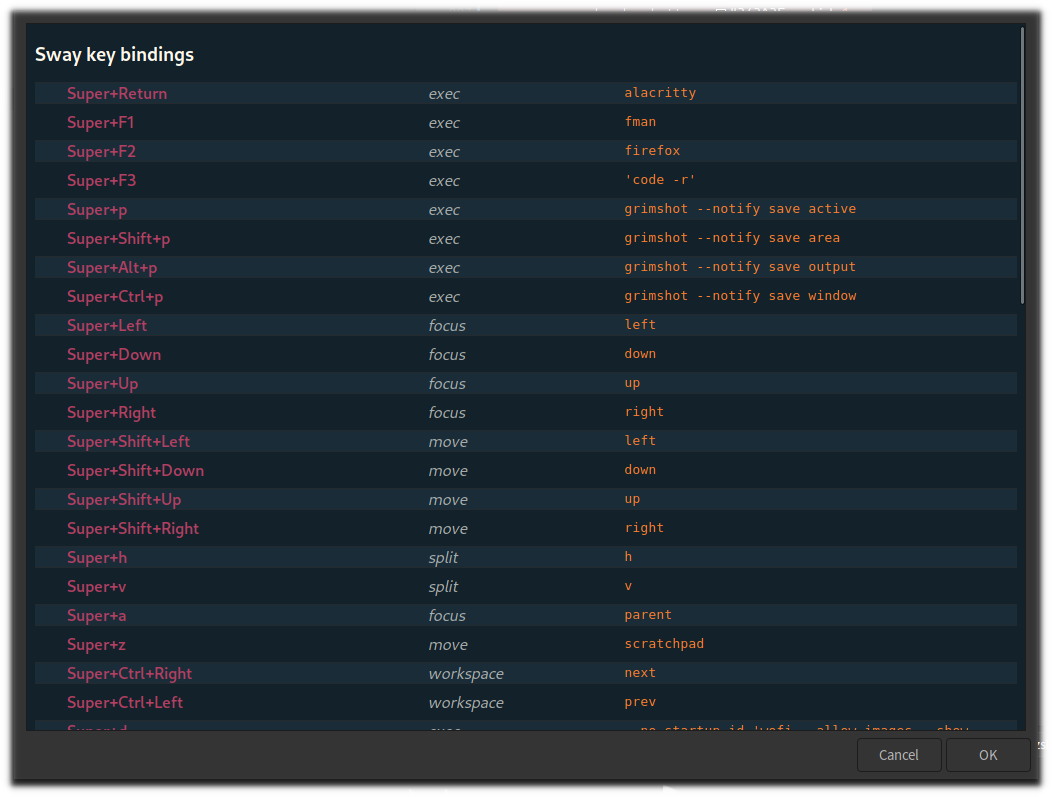 Sway key bindings
Super+Return exec alacritty
Super+F1 exec fman
Super+F2 exec firefox
Super+F3 exec 'code -r'
Super+p exec grimshot --notify save active
Super+Shift+p exec grimshot --notify save area
Super+Alt+p exec grimshot --notify save output
Super+Ctrl+p exec grimshot --notify save window
Super+Left focus left
Super+Down focus down
Super+Up focus up
Super+Right focus right
Super+Shift+Left move left
Super+Shift+Down move down
Super+Shift+Up move up
Super+Shift+Right move right
Super+h split h
Super+v split v
Super+a focus parent
Super+z move scratchpad
Super+Ctrl+Right workspace next
Super+Ctrl+Left workspace prev
Cancel OK